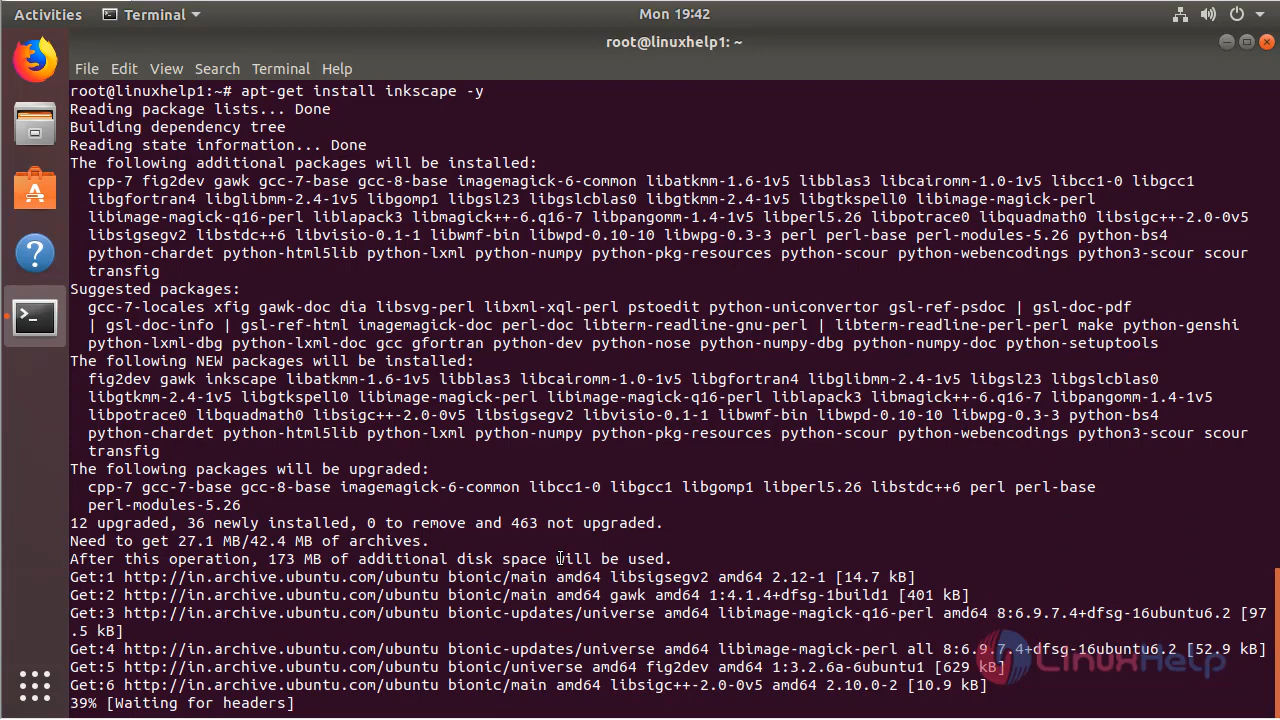 Activities Terminal Mon 19:42
root@linuxhelp1: ~
File Edit View Search Terminal Help
root@linuxhelp1:~# apt-get install inkscape -y
Reading package lists... Done
Building dependency tree
Reading state information... Done
The following additional packages will be installed:
cpp-7 fig2dev gawk gcc-7-base gcc-8-base imagemagick-6-common libatkmm-1.6-1v5 libblas3 libcairomm-1.0-1v5 libcc1-0 libgcc1
libgfortran4 libglibmm-2.4-1v5 libgomp1 libgsl23 libgslcblas0 libgtkmm-2.4-1v5 libgtkspell0 libimage-magick-perl
libimage-magick-q16-perl liblapack3 libmagick++-6.q16-7 libpangomm-1.4-1v5 libperl5.26 libpotrace0 libquadmath0 libsigc++-2.0-0v5
libsigsegv2 libstdc++6 libvisio-0.1-1 libwmf-bin libwpd-0.10-10 libwpg-0.3-3 perl perl-base perl-modules-5.26 python-bs4
python-chardet python-html5lib python-lxml python-numpy python-pkg-resources python-scour python-webencodings python3-scour scour
transfig
Suggested packages:
gcc-7-locales xfig gawk-doc dia libsvg-perl libxml-xql-perl pstoedit python-uniconvertor gsl-ref-psdoc | gsl-doc-pdf
| gsl-doc-info | gsl-ref-html imagemagick-doc perl-doc libterm-readline-gnu-perl | libterm-readline-perl-perl make python-genshi
python-lxml-dbg python-lxml-doc gcc gfortran python-dev python-nose python-numpy-dbg python-numpy-doc python-setuptools
The following NEW packages will be installed:
fig2dev gawk inkscape libatkmm-1.6-1v5 libblas3 libcairomm-1.0-1v5 libgfortran4 libglibmm-2.4-1v5 libgsl23 libgslcblas0
libgtkmm-2.4-1v5 libgtkspell0 libimage-magick-perl libimage-magick-q16-perl liblapack3 libmagick++-6.q16-7 libpangomm-1.4-1v5
libpotrace0 libquadmath0 libsigc++-2.0-0v5 libsigsegv2 libvisio-0.1-1 libwmf-bin libwpd-0.10-10 libwpg-0.3-3 python-bs4
python-chardet python-html5lib python-lxml python-numpy python-pkg-resources python-scour python-webencodings python3-scour scour
transfig
The following packages will be upgraded:
cpp-7 gcc-7-base gcc-8-base imagemagick-6-common libcc1-0 libgcc1 libgomp1 libperl5.26 libstdc++6 perl perl-base
perl-modules-5.26
12 upgraded, 36 newly installed, 0 to remove and 463 not upgraded.
Need to get 27.1 MB/42.4 MB of archives.
After this operation, 173 MB of additional disk space will be used.
Get:1 http://in.archive.ubuntu.com/ubuntu bionic/main amd64 libsigsegv2 amd64 2.12-1 [14.7 kB]
Get:2 http://in.archive.ubuntu.com/ubuntu bionic/main amd64 gawk amd64 1:4.1.4+dfsg-1build1 [401 kB]
Get:3 http://in.archive.ubuntu.com/ubuntu bionic-updates/universe amd64 libimage-magick-q16-perl amd64 8:6.9.7.4+dfsg-16ubuntu6.2 [97
.5 kB]
Get:4 http://in.archive.ubuntu.com/ubuntu bionic-updates/universe amd64 libimage-magick-perl all 8:6.9.7.4+dfsg-16ubuntu6.2 [52.9 kB]
Get:5 http://in.archive.ubuntu.com/ubuntu bionic/universe amd64 fig2dev amd64 1:3.2.6a-6ubuntu1 [629 kB]
LinuxHelp
Get:6 http://in.archive.ubuntu.com/ubuntu bionic/main amd64 libsigc++-2.0-0v5 amd64 2.10.0-2 [10.9 kB]
39% [Waiting for headers]